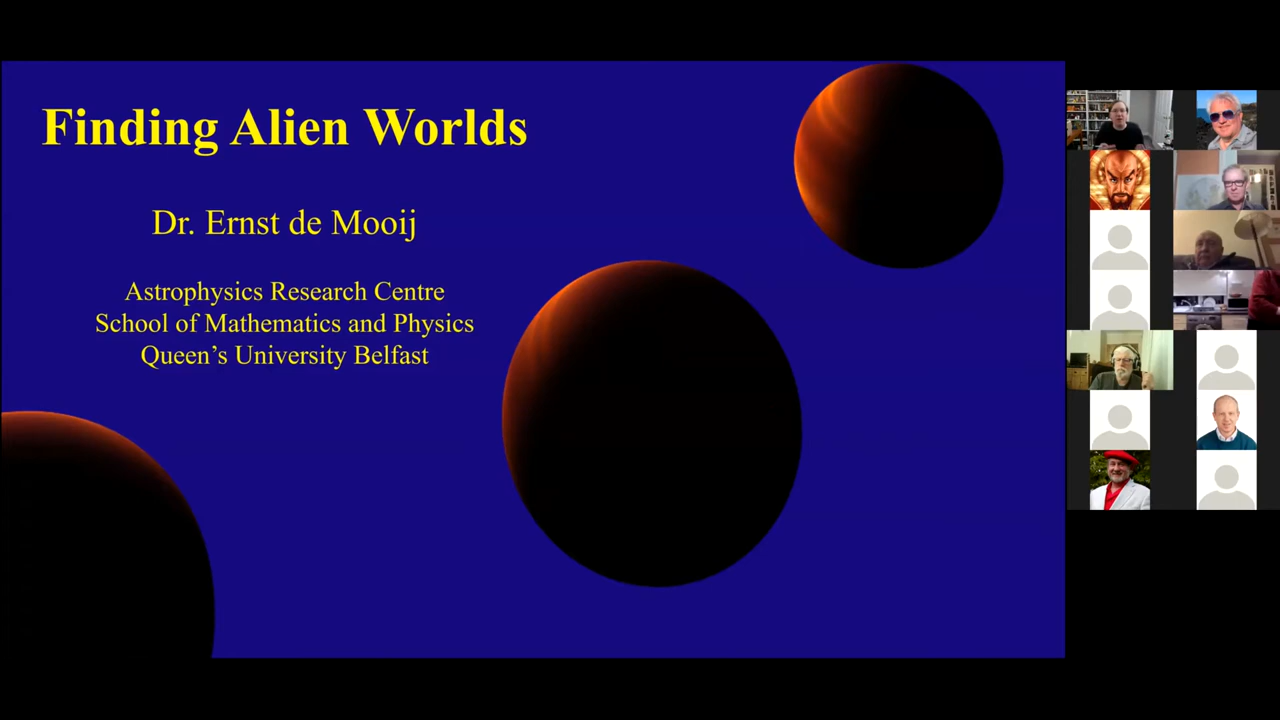 Finding Alien Worlds
Dr. Ernst de Mooij
Astrophysics Research Centre
School of Mathematics and Physics
Queen’s University Belfast